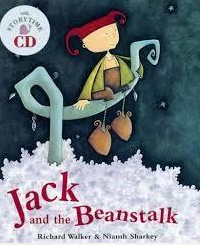 with
STORYTIME
CD
Jack
and the Beanstalk
Richard Walker & Niamh Sharkey